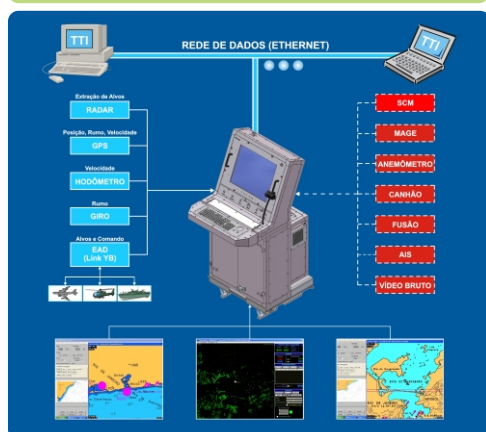 TTI
REDE DE DADOS (ETHERNET)
TTI
Extração de Alvos
RADAR
Posição, Rumo, Velocidade
GPS
Velocidade
HODÔMETRO
Rumo
GIRO
Alvos e Comando
EAD
(Link YB)
SCM
MAGE
ANEMÔMETRO
CANHÃO
FUSÃO
AIS
VÍDEO BRUTO